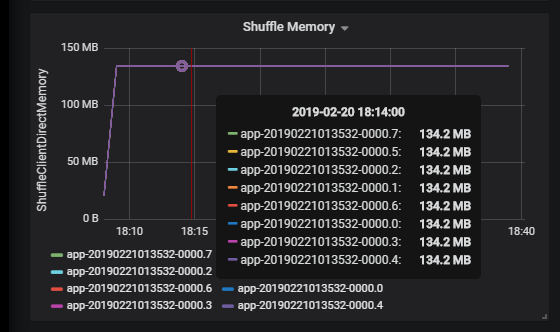 Shuffle Memory
150 MB
100 MB
50 MB
0 B
ShuffleClientDirectMemory
18:10
18:15
18:40
2019-02-20 18:14:00
app-20190221013532-0000.7: 134.2 MB
app-20190221013532-0000.5: 134.2 MB
app-20190221013532-0000.2: 134.2 MB
app-20190221013532-0000.1: 134.2 MB
app-20190221013532-0000.6: 134.2 MB
app-20190221013532-0000.0: 134.2 MB
app-20190221013532-0000.3: 134.2 MB
app-20190221013532-0000.4: 134.2 MB
app-20190221013532-0000.7
app-20190221013532-0000.2
app-20190221013532-0000.6 app-20190221013532-0000.0
app-20190221013532-0000.3 app-20190221013532-0000.4